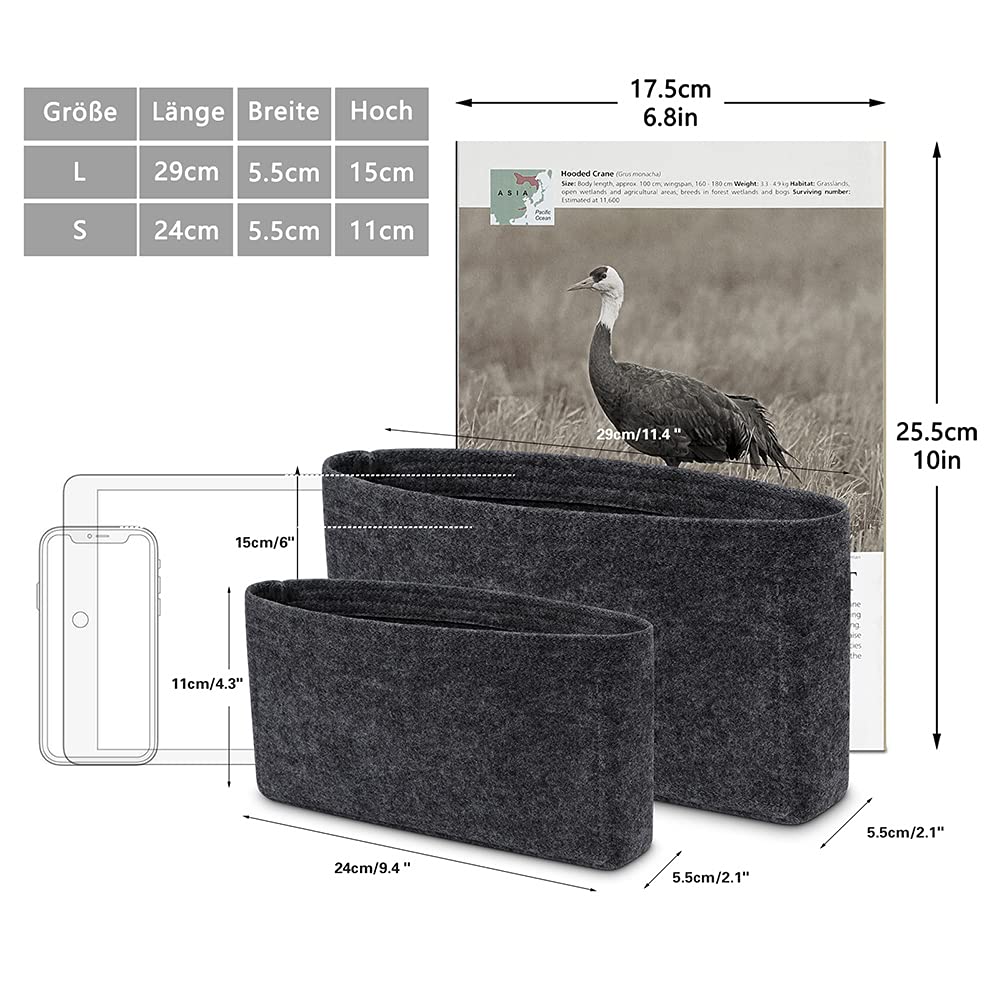 Größe Länge Breite Hoch
L 29cm 5.5cm 15cm
S 24cm 5.5cm 11cm
17.5cm
6.8in
Hooded Crane (Grus monacha)
Size: Body length, approx. 100 cm; wingspan, 160 - 180 cm Weight: 3.3 - 4.9 kg Habitat: Grasslands,
open wetlands and agricultural areas; breeds in forest wetlands and bogs Surviving number:
Estimated at 11,600
ASIA
Pacific
Ocean
25.5cm
10in
29cm/11.4"
15cm/6"
11cm/4.3"
24cm/9.4"
5.5cm/2.1"
5.5cm/2.1"
the